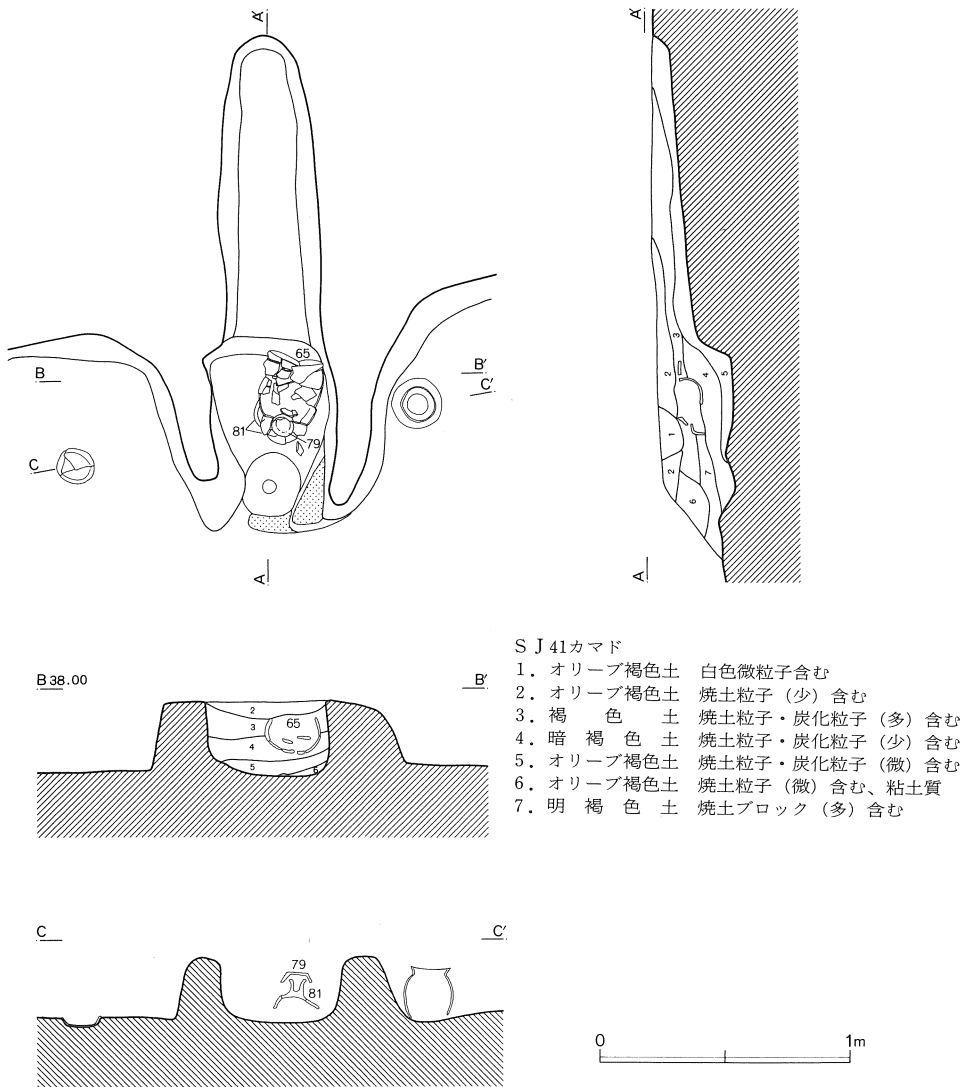 A′
A′
65
B
B′
C′
81
79
C
A
A
3
2
4
5
1
2
7
6
B 38.00
B′
2
3
65
4
5
6
S J 41カマド
1. オリーブ褐色土 白色微粒子含む
2. オリーブ褐色土 焼土粒子（少）含む
3. 褐色土 焼土粒子・炭化粒子（多）含む
4. 暗褐色土 焼土粒子・炭化粒子（少）含む
5. オリーブ褐色土 焼土粒子・炭化粒子（微）含む
6. オリーブ褐色土 焼土粒子（微）含む、粘土質
7. 明褐色土 焼土ブロック（多）含む
C
C′
79
81
0
1m